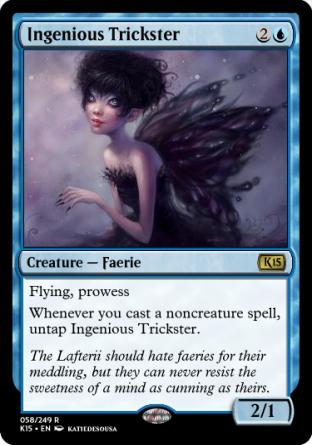 Ingenious Trickster 2
Creature — Faerie K15
Flying, prowess
Whenever you cast a noncreature spell,
untap Ingenious Trickster.
The Lafterii should hate faeries for their
meddling, but they can never resist the
sweetness of a mind as cunning as theirs.
2/1
058/249 R
K15 • EN KATIEDESOUSA